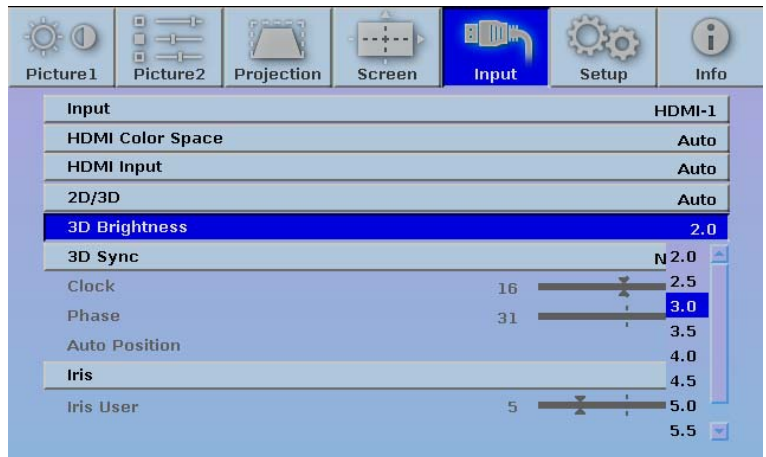 Picture1 Picture2 Projection Screen Input Setup Info
Input HDMI-1
HDMI Color Space Auto
HDMI Input Auto
2D/3D Auto
3D Brightness 2.0
3D Sync N 2.0
Clock 16 2.5
3.0
Phase 31
3.5
Auto Position
4.0
Iris 4.5
Iris User 5 5.0
5.5